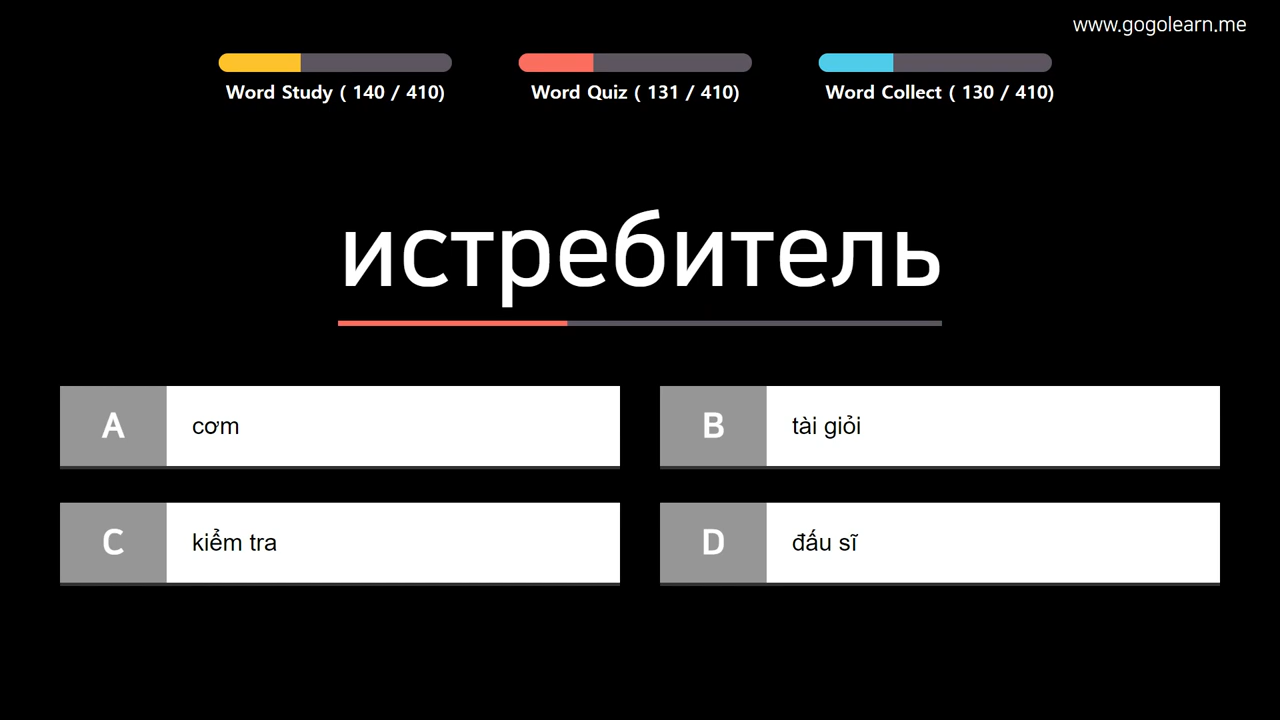 www.gogolearn.me
Word Study ( 140 / 410)
Word Quiz ( 131 / 410)
Word Collect ( 130 / 410)
истребитель
A
cơm
B
tài giỏi
C
kiểm tra
D
đấu sĩ